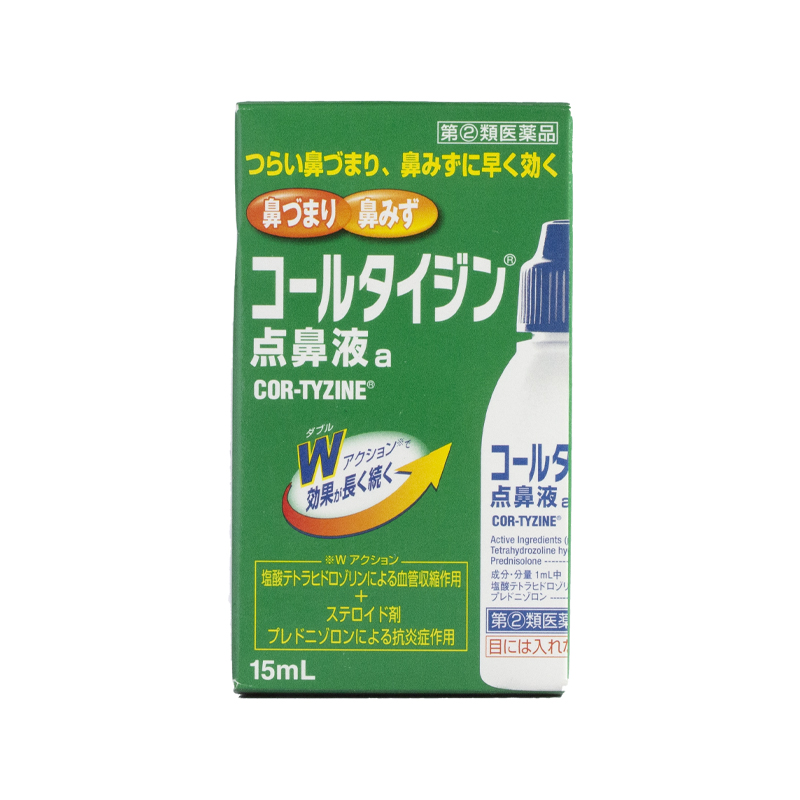 第②類医薬品
つらい鼻づまり、鼻みずに早く効く
鼻づまり 鼻みず
コールタイジン®
点鼻液a
COR-TYZINE®
ダブル
Wアクション※で
効果が長く続く
※W アクション
塩酸テトラヒドロゾリンによる血管収縮作用
+
ステロイド剤
プレドニゾロンによる抗炎症作用
15mL
コールタ
点鼻液a
COR-TYZINE®
Active Ingredients (
Tetrahydrozoline hy
Prednisolone
成分・分量 1mL中
塩酸テトラヒドロゾリ
プレドニゾロン
第②類医薬
目には入れ